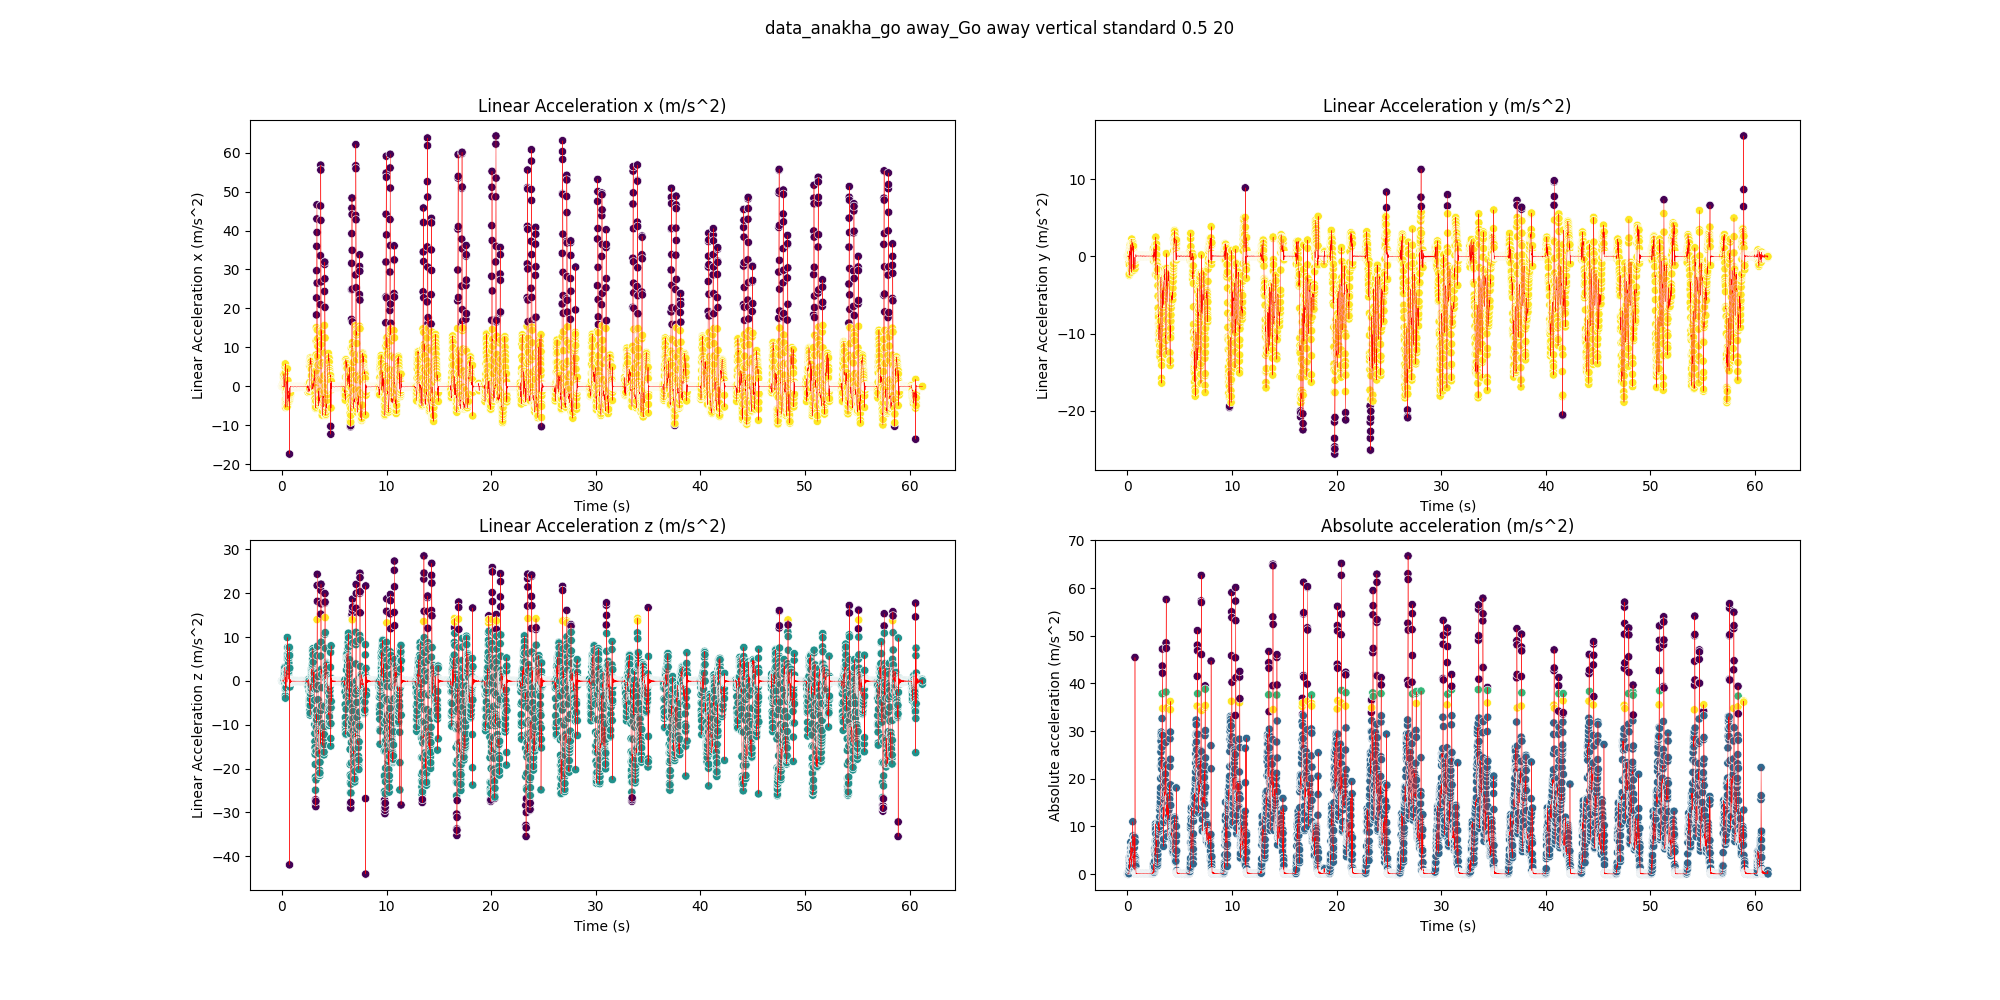 data_anakha_go away_Go away vertical standard 0.5 20
Linear Acceleration x (m/s^2)
Linear Acceleration x (m/s^2)
60
50
40
30
20
10
0
−10
−20
0 10 20 30 40 50 60
Time (s)
Linear Acceleration y (m/s^2)
Linear Acceleration y (m/s^2)
10
0
−10
−20
0 10 20 30 40 50 60
Time (s)
Linear Acceleration z (m/s^2)
Linear Acceleration z (m/s^2)
30
20
10
0
−10
−20
−30
−40
0 10 20 30 40 50 60
Time (s)
Absolute acceleration (m/s^2)
Absolute acceleration (m/s^2)
70
60
50
40
30
20
10
0
0 10 20 30 40 50 60
Time (s)